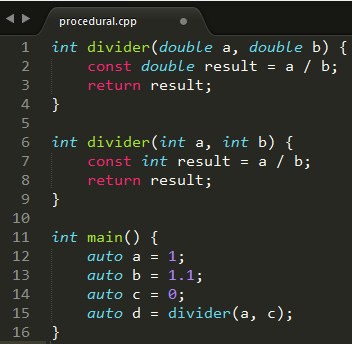 procedural.cpp
1 int divider(double a, double b) {
2     const double result = a / b;
3     return result;
4 }
5
6 int divider(int a, int b) {
7     const int result = a / b;
8     return result;
9 }
10
11 int main() {
12     auto a = 1;
13     auto b = 1.1;
14     auto c = 0;
15     auto d = divider(a, c);
16 }